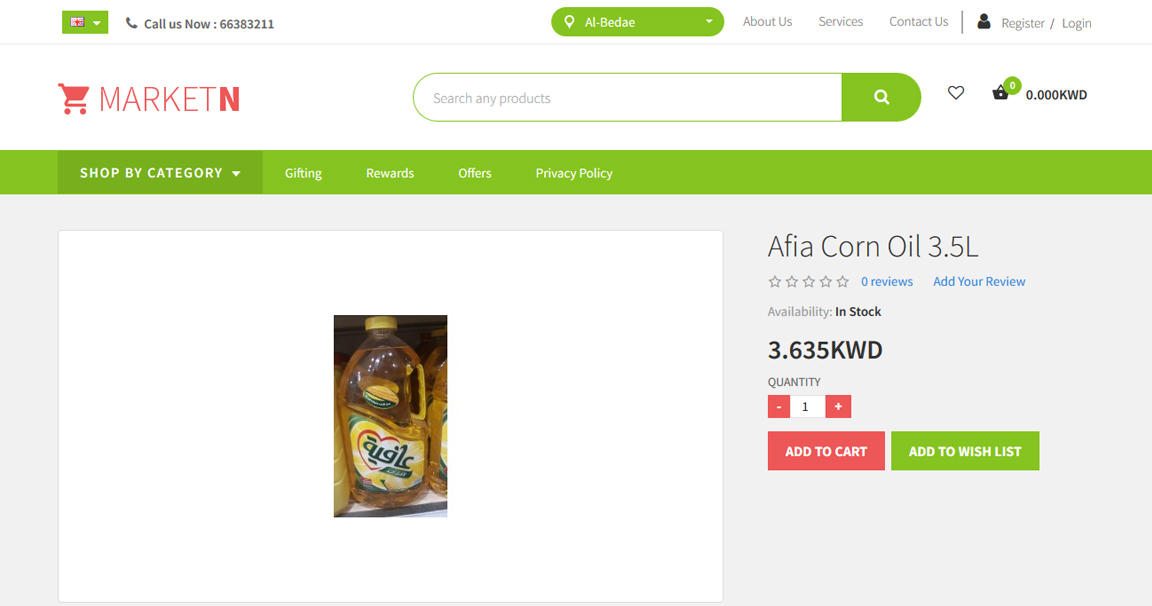 Call us Now : 66383211
Al-Bedae
About Us
Services
Contact Us
Register / Login
MARKETN
Search any products
0
0.000KWD
SHOP BY CATEGORY
Gifting
Rewards
Offers
Privacy Policy
Afia Corn Oil 3.5L
0 reviews
Add Your Review
Availability: In Stock
3.635KWD
QUANTITY
- 1 +
ADD TO CART
ADD TO WISH LIST
عافية